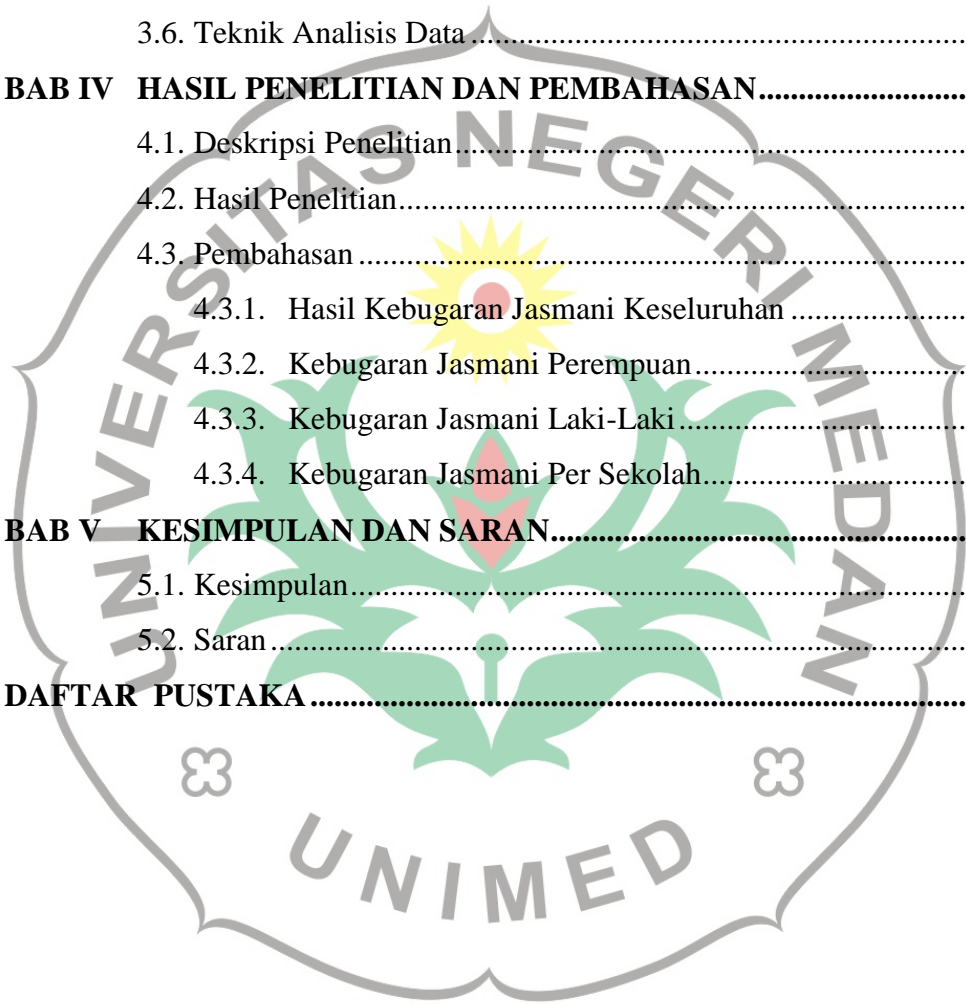 3.6. Teknik Analisis Data ..............................................................
BAB IV HASIL PENELITIAN DAN PEMBAHASAN..........................
4.1. Deskripsi Penelitian................................................................
4.2. Hasil Penelitian.......................................................................
4.3. Pembahasan ............................................................................
4.3.1. Hasil Kebugaran Jasmani Keseluruhan ......................
4.3.2. Kebugaran Jasmani Perempuan..................................
4.3.3. Kebugaran Jasmani Laki-Laki....................................
4.3.4. Kebugaran Jasmani Per Sekolah.................................
BAB V KESIMPULAN DAN SARAN....................................................
5.1. Kesimpulan.............................................................................
5.2. Saran .......................................................................................
DAFTAR PUSTAKA ..................................................................................
UNIVERSITAS NEGERI MEDAN
UNIMED